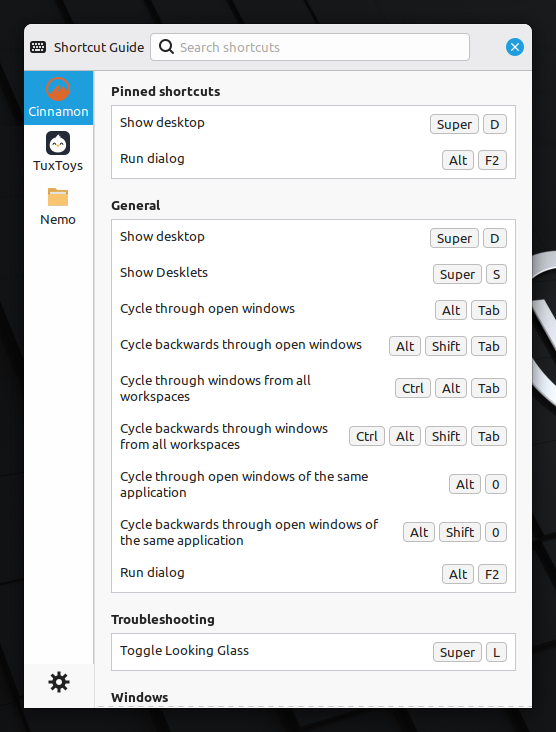 Shortcut Guide
Search shortcuts
Cinnamon
TuxToys
Nemo
Pinned shortcuts
Show desktop Super D
Run dialog Alt F2
General
Show desktop Super D
Show Desklets Super S
Cycle through open windows Alt Tab
Cycle backwards through open windows Alt Shift Tab
Cycle through windows from all
workspaces Ctrl Alt Tab
Cycle backwards through windows
from all workspaces Ctrl Alt Shift Tab
Cycle through open windows of the same
application Alt 0
Cycle backwards through open windows of
the same application Alt Shift 0
Run dialog Alt F2
Troubleshooting
Toggle Looking Glass Super L
Windows